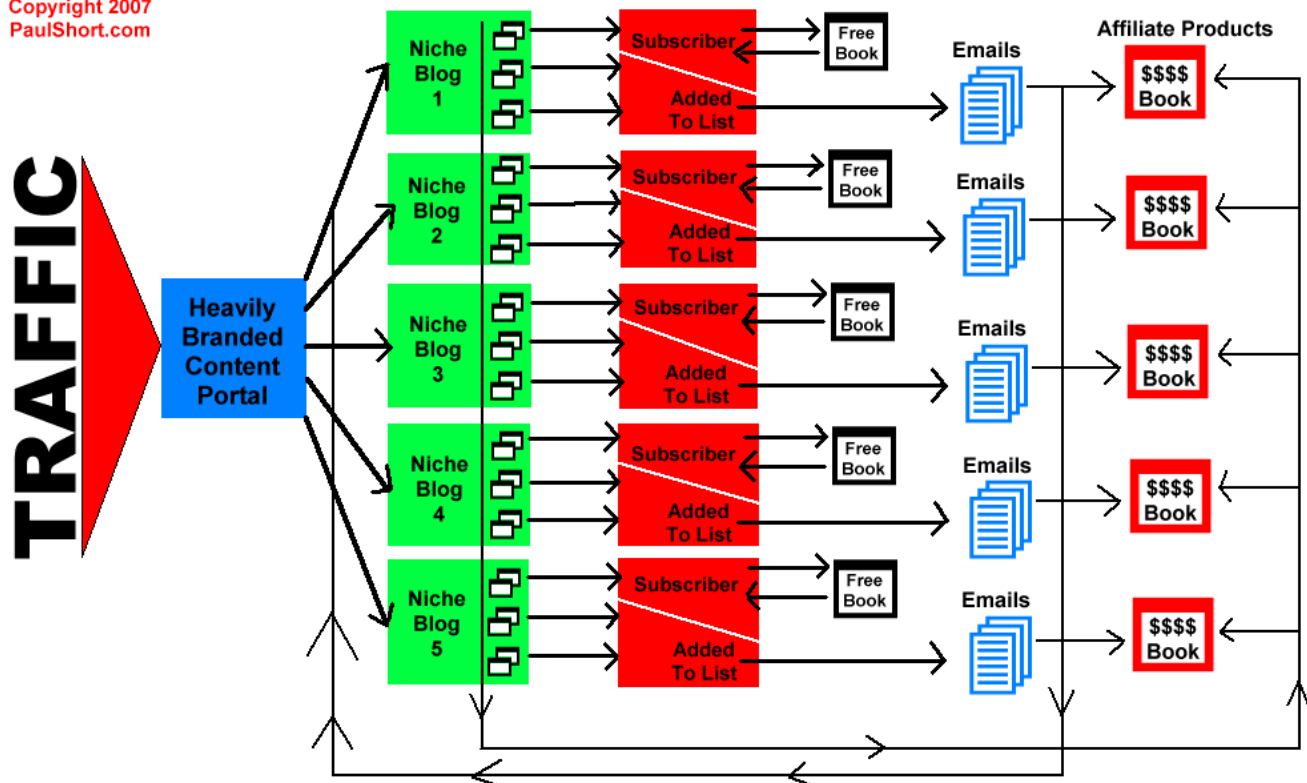 Copyright 2007
PaulShort.com
TRAFFIC
Heavily
Branded
Content
Portal
Niche
Blog
1
Subscriber
Added
To List
Free
Book
Emails
Affiliate Products
$$$$
Book
Niche
Blog
2
Subscriber
Added
To List
Free
Book
Emails
$$$$
Book
Niche
Blog
3
Subscriber
Added
To List
Free
Book
Emails
$$$$
Book
Niche
Blog
4
Subscriber
Added
To List
Free
Book
Emails
$$$$
Book
Niche
Blog
5
Subscriber
Added
To List
Free
Book
Emails
$$$$
Book